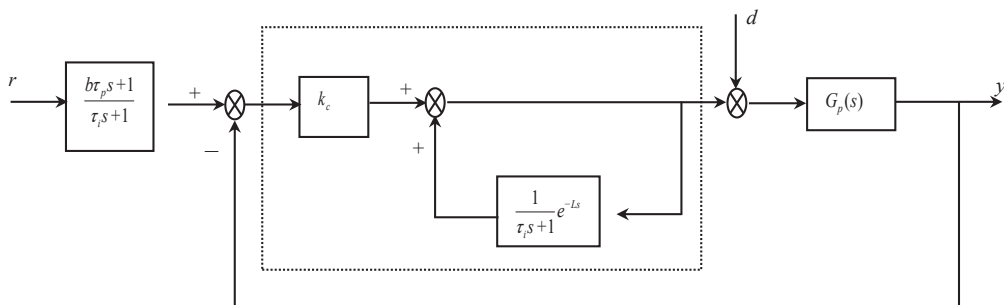 d
r
bτ_p s+1
τ_i s+1
+
k_c
+
G_p(s)
y
−
+
1
τ_i s+1
e^{−Ls}